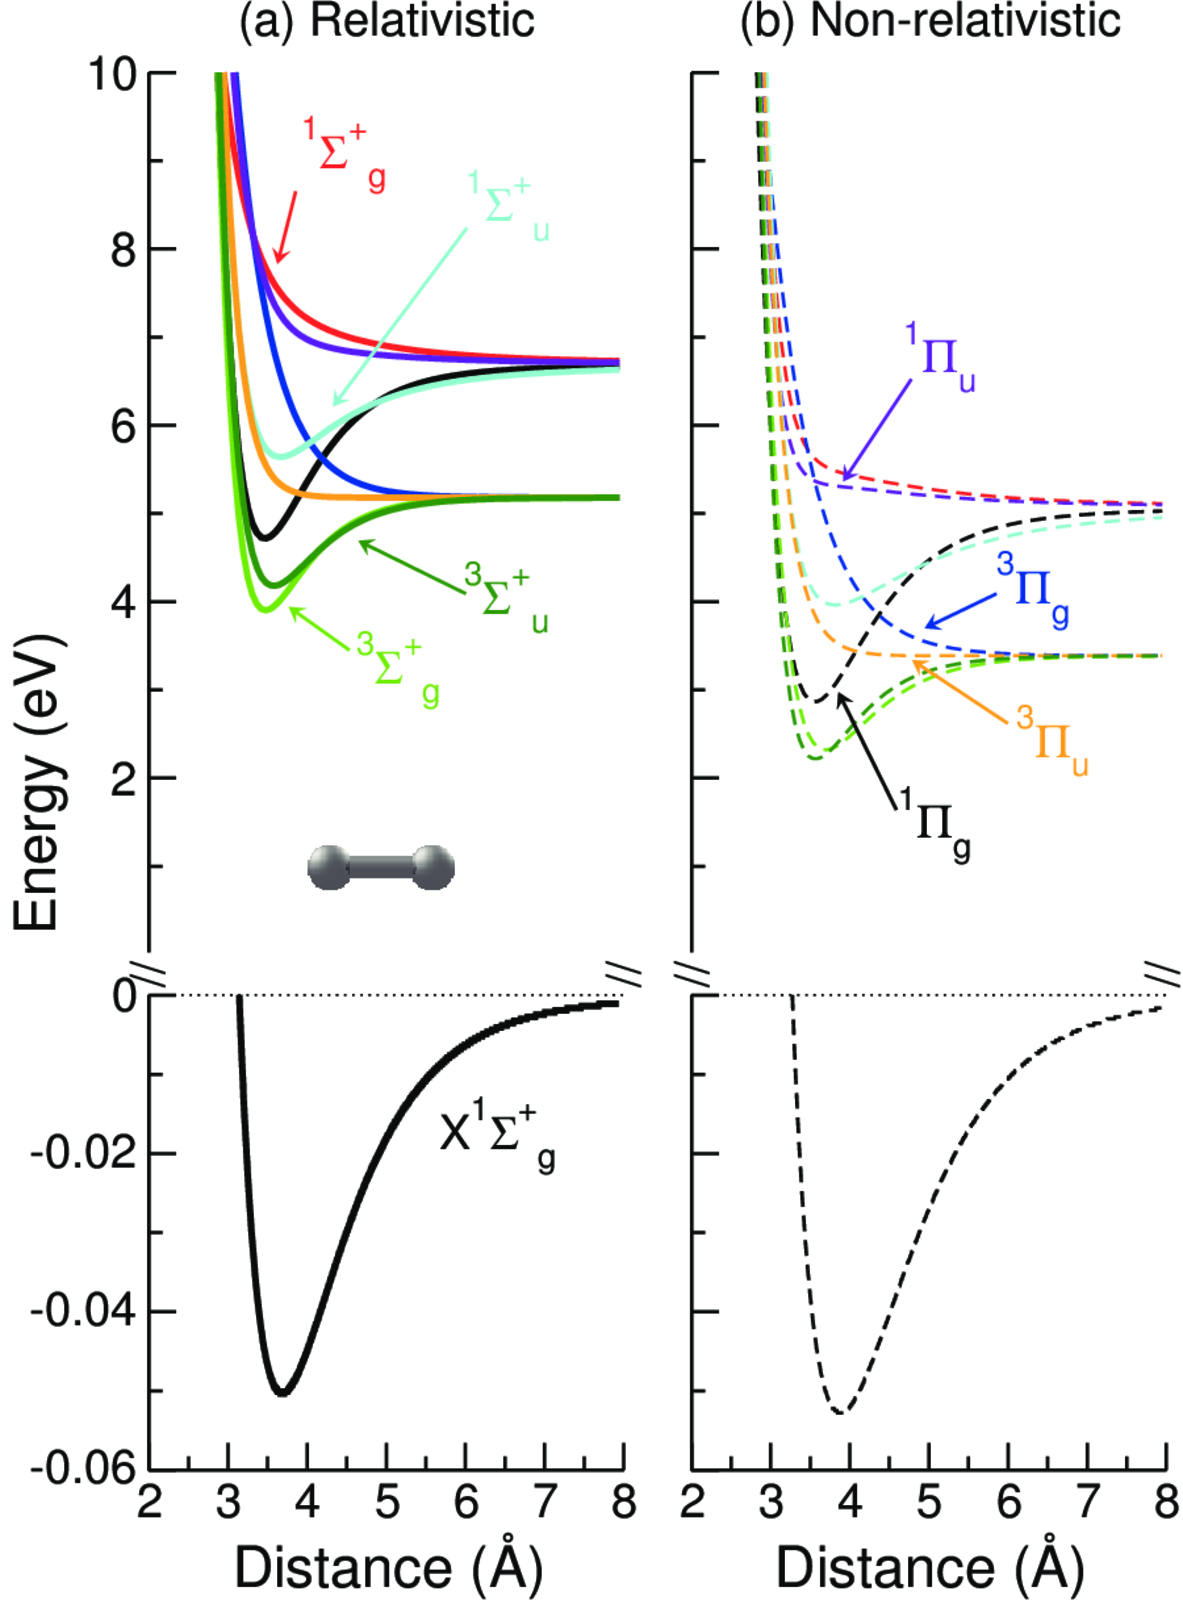 (a) Relativistic
(b) Non-relativistic
Energy (eV)
10
8
6
4
2
0
-0.02
-0.04
-0.06
¹Σ⁺g
¹Σ⁺u
³Σ⁺u
³Σ⁺g
¹Πu
³Πg
³Πu
¹Πg
X¹Σ⁺g
2 3 4 5 6 7 8
2 3 4 5 6 7 8
Distance (Å)
Distance (Å)